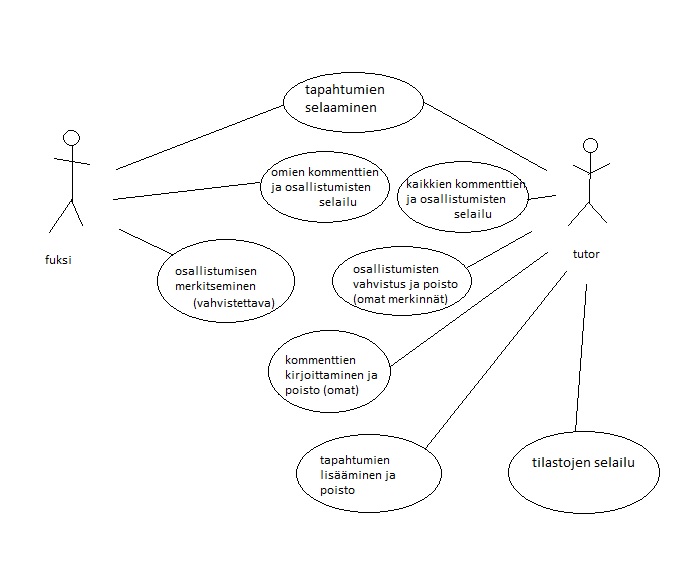 tapahtumien
selaaminen
omien kommenttien
ja osallistumisten
selailu
kaikkien kommenttien
ja osallistumisten
selailu
fuksi
tutor
osallistumisen
merkitseminen
(vahvistettava)
osallistumisten
vahvistus ja poisto
(omat merkinnät)
kommenttien
kirjoittaminen ja
poisto (omat)
tapahtumien
lisääminen ja
poisto
tilastojen selailu